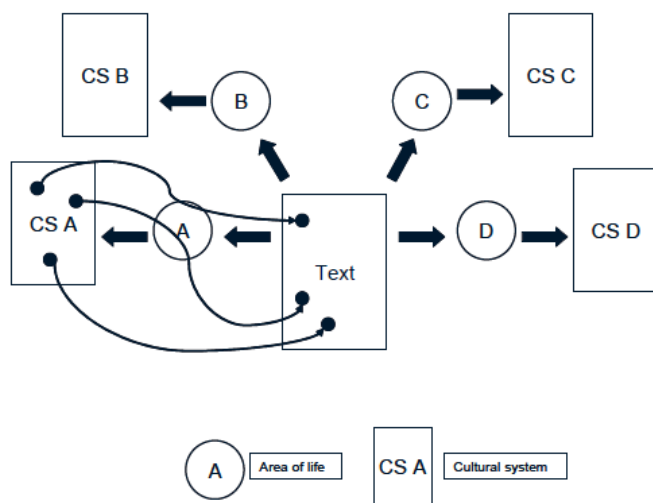 CS B
B
C
CS C
CS A
A
Text
D
CS D
A
Area of life
CS A
Cultural system